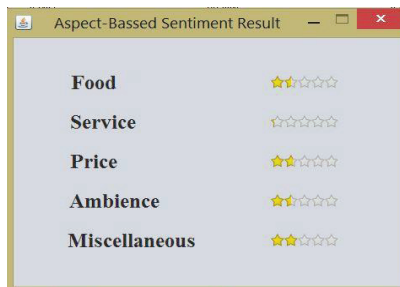 Aspect-Bassed Sentiment Result
Food
Service
Price
Ambience
Miscellaneous